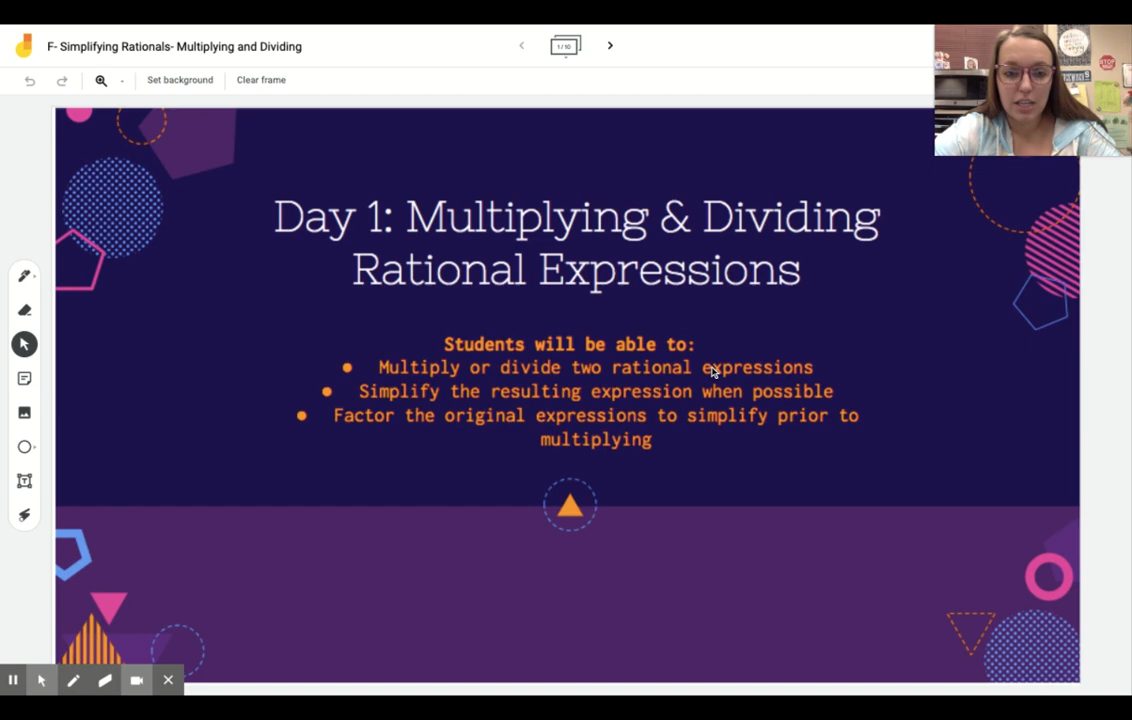 F- Simplifying Rationals- Multiplying and Dividing
1/10
Set background
Clear frame
STOP
Day 1: Multiplying & Dividing
Rational Expressions
Students will be able to:
● Multiply or divide two rational expressions
● Simplify the resulting expression when possible
● Factor the original expressions to simplify prior to
multiplying